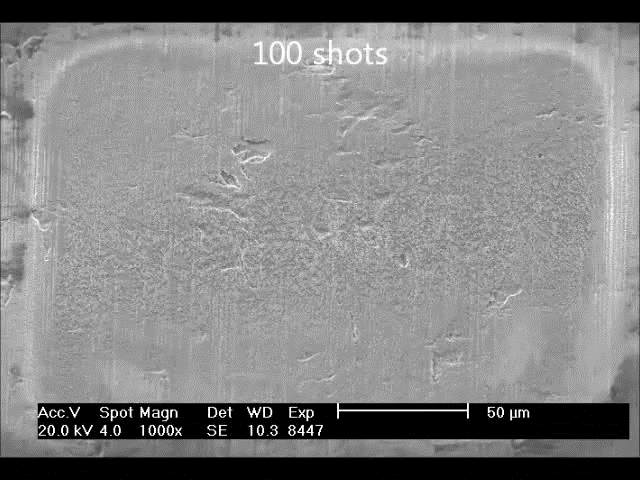 100 shots
Acc.V Spot Magn Det WD Exp 50 µm
20.0 kV 4.0 1000x SE 10.3 8447